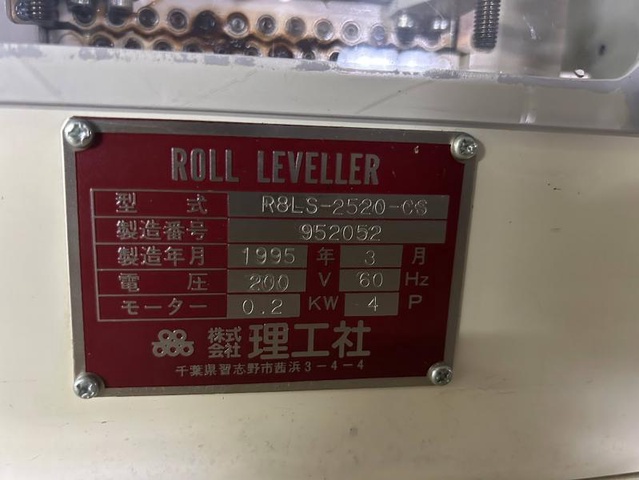 ROLL LEVELLER
型式 R8LS-2520-CS
製造番号 952052
製造年月 1995 年 3 月
電圧 200 V 60 Hz
モーター 0.2 KW 4 P
株式会社 理工社
千葉県習志野市茜浜3-4-4